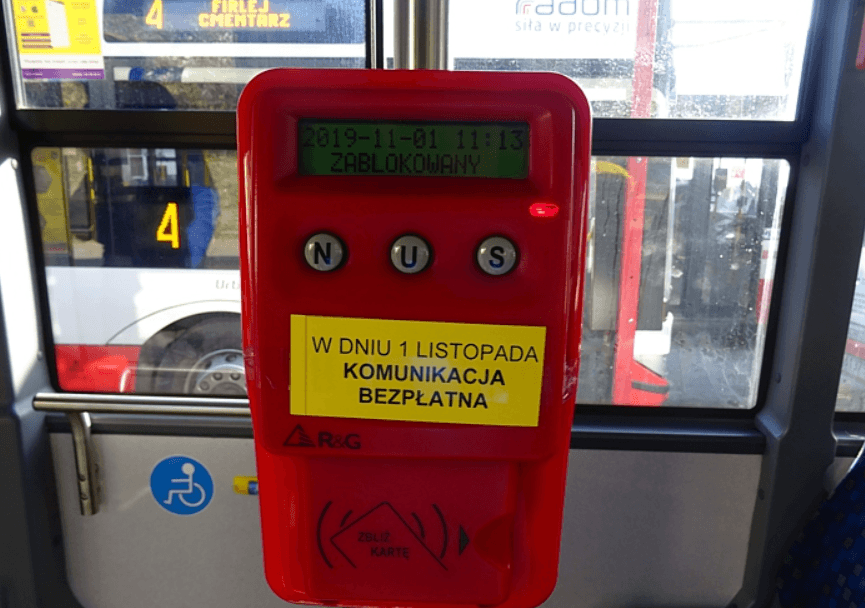 4 FIRLEJ
CMENTARZ
radom
siła w precyzji
2019-11-01 11:13
ZABLOKOWANY
4
N U S
W DNIU 1 LISTOPADA
KOMUNIKACJA
BEZPŁATNA
R&G
ZBLIŻ
KARTĘ